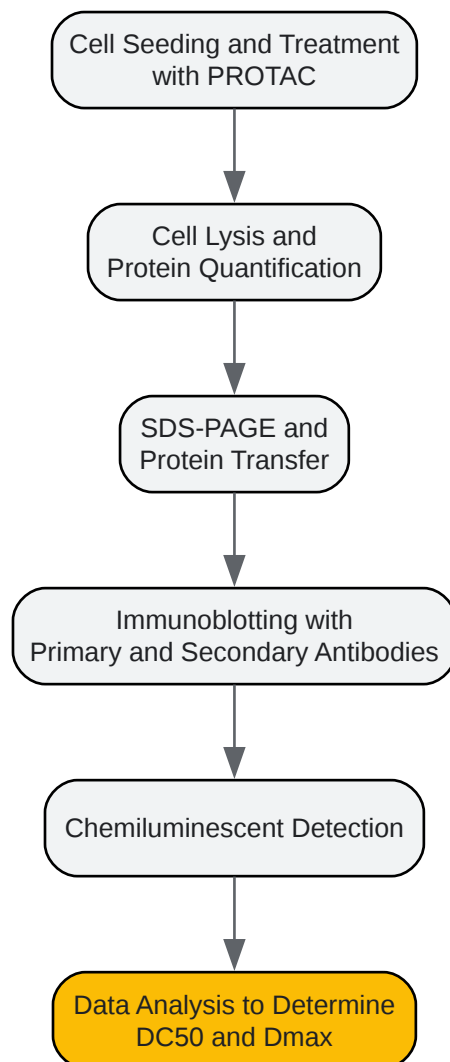 Cell Seeding and Treatment
with PROTAC
Cell Lysis and
Protein Quantification
SDS-PAGE and
Protein Transfer
Immunoblotting with
Primary and Secondary Antibodies
Chemiluminescent Detection
Data Analysis to Determine
DC50 and Dmax